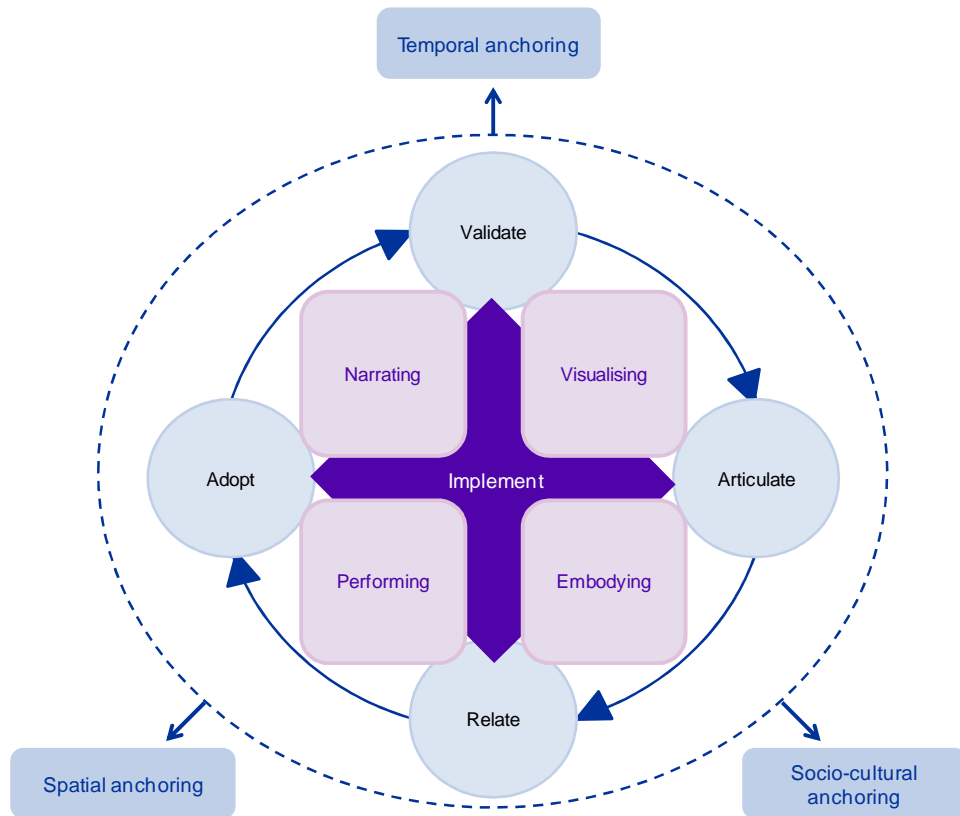 Temporal anchoring
Validate
Narrating
Visualising
Adopt
Implement
Articulate
Performing
Embodying
Relate
Spatial anchoring
Socio-cultural
anchoring